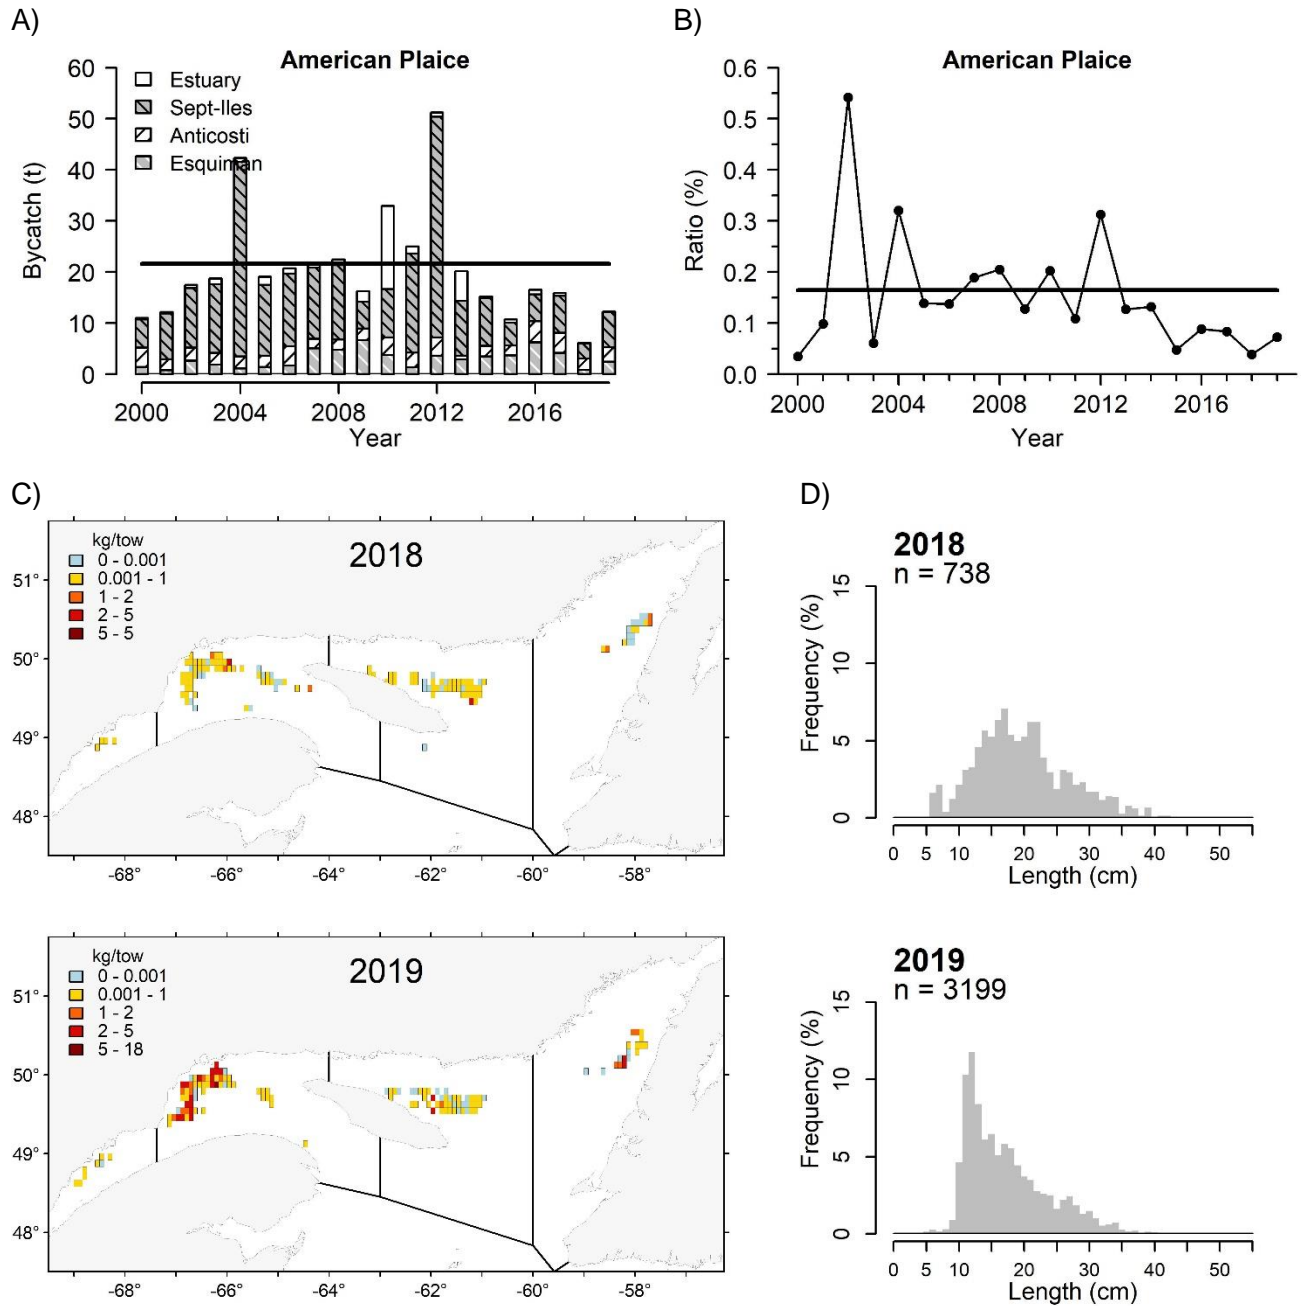 A)
American Plaice
Estuary
Sept-Iles
Anticosti
Esquiman
Bycatch (t)
60
50
40
30
20
10
0
2000 2004 2008 2012 2016
Year
B)
American Plaice
Ratio (%)
0.6
0.5
0.4
0.3
0.2
0.1
0.0
2000 2004 2008 2012 2016
Year
C)
2018
kg/tow
0 - 0.001
0.001 - 1
1 - 2
2 - 5
5 - 5
51°
50°
49°
48°
-68° -66° -64° -62° -60° -58°
D)
2018
n = 738
Frequency (%)
15
10
5
0
0 5 10 20 30 40 50
Length (cm)
2019
kg/tow
0 - 0.001
0.001 - 1
1 - 2
2 - 5
5 - 18
51°
50°
49°
48°
-68° -66° -64° -62° -60° -58°
2019
n = 3199
Frequency (%)
15
10
5
0
0 5 10 20 30 40 50
Length (cm)